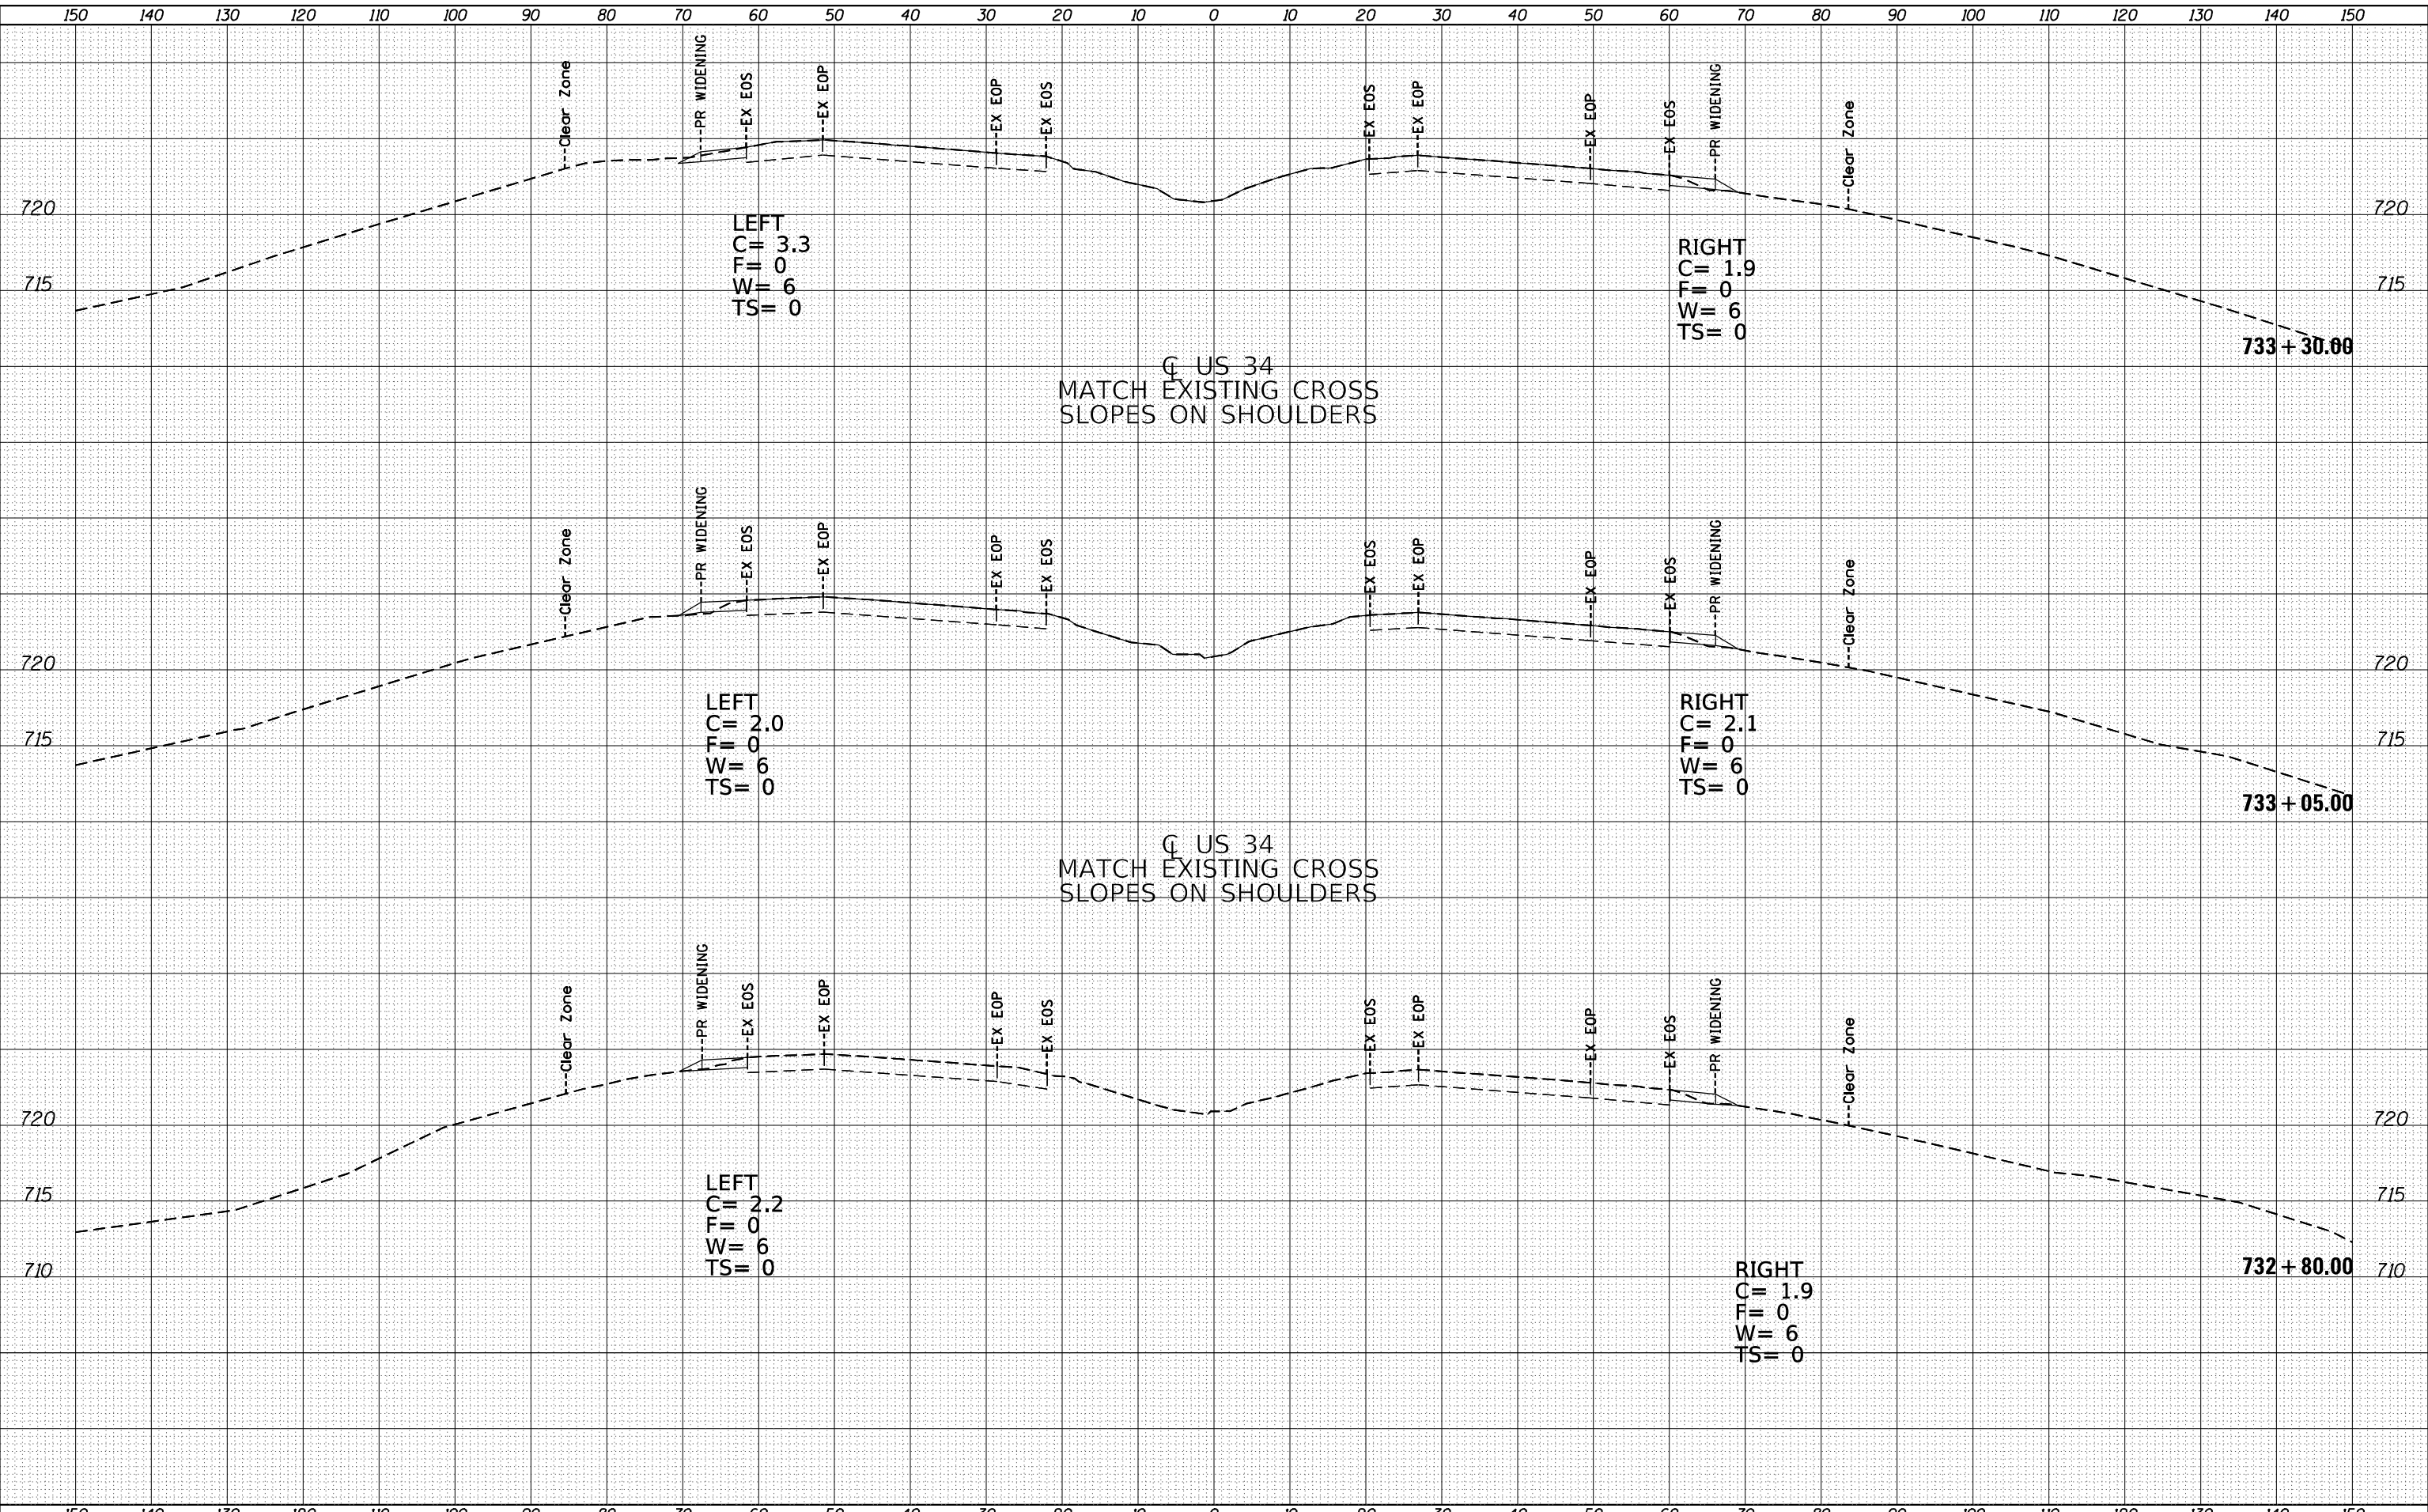 150 140 130 120 110 100 90 80 70 60 50 40 30 20 10 0 10 20 30 40 50 60 70 80 90 100 110 120 130 140 150
Clear Zone
PR WIDENING
EX EOS
EX EOP
EX EOP
EX EOS
EX EOS
EX EOP
EX EOP
EX EOS
PR WIDENING
Clear Zone
720 720
LEFT
C= 3.3
F= 0
W= 6
TS= 0
RIGHT
C= 1.9
F= 0
W= 6
TS= 0
715 715
733+30.00
℄ US 34
MATCH EXISTING CROSS
SLOPES ON SHOULDERS
Clear Zone
PR WIDENING
EX EOS
EX EOP
EX EOP
EX EOS
EX EOS
EX EOP
EX EOP
EX EOS
PR WIDENING
Clear Zone
720 720
LEFT
C= 2.0
F= 0
W= 6
TS= 0
RIGHT
C= 2.1
F= 0
W= 6
TS= 0
715 715
733+05.00
℄ US 34
MATCH EXISTING CROSS
SLOPES ON SHOULDERS
Clear Zone
PR WIDENING
EX EOS
EX EOP
EX EOP
EX EOS
EX EOS
EX EOP
EX EOP
EX EOS
PR WIDENING
Clear Zone
720 720
715 715
LEFT
C= 2.2
F= 0
W= 6
TS= 0
710 732+80.00 710
RIGHT
C= 1.9
F= 0
W= 6
TS= 0